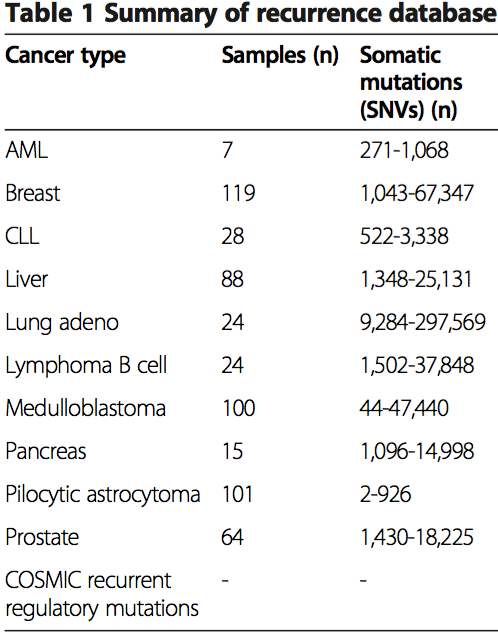 Table 1 Summary of recurrence database
Cancer type Samples (n) Somatic
mutations
(SNVs) (n)
AML 7 271-1,068
Breast 119 1,043-67,347
CLL 28 522-3,338
Liver 88 1,348-25,131
Lung adeno 24 9,284-297,569
Lymphoma B cell 24 1,502-37,848
Medulloblastoma 100 44-47,440
Pancreas 15 1,096-14,998
Pilocytic astrocytoma 101 2-926
Prostate 64 1,430-18,225
COSMIC recurrent - -
regulatory mutations